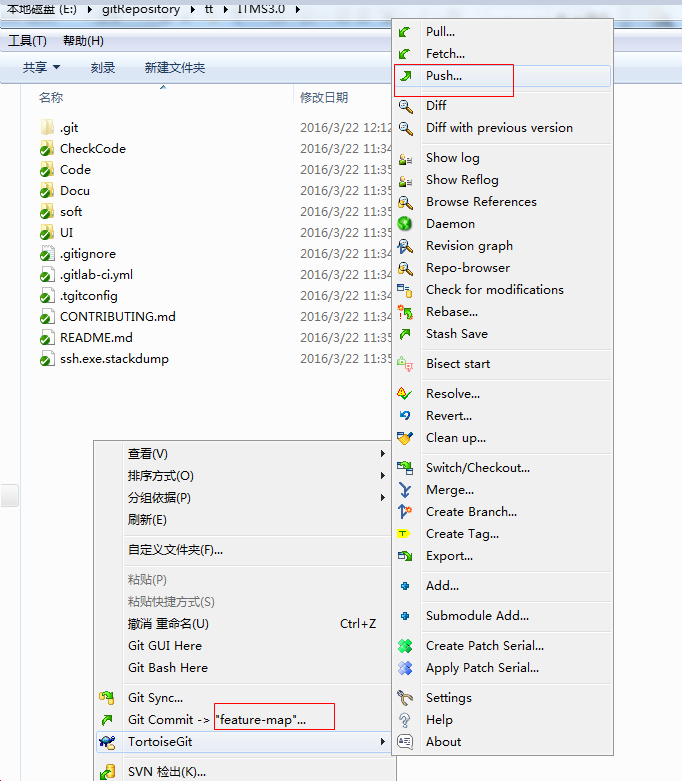 本地磁盘 (E:) ▸ gitRepository ▸ tt ▸ ITMS3.0 ▸
工具(T) 帮助(H)
共享 刻录 新建文件夹
名称 修改日期
.git 2016/3/22 12:12
CheckCode 2016/3/22 11:34
Code 2016/3/22 11:35
Docu 2016/3/22 11:34
soft 2016/3/22 11:35
UI 2016/3/22 11:35
.gitignore 2016/3/22 11:34
.gitlab-ci.yml 2016/3/22 11:34
.tgitconfig 2016/3/22 11:34
CONTRIBUTING.md 2016/3/22 11:34
README.md 2016/3/22 11:35
ssh.exe.stackdump 2016/3/22 11:35
查看(V)
排序方式(O)
分组依据(P)
刷新(E)
自定义文件夹(F)...
粘贴(P)
粘贴快捷方式(S)
撤消 重命名(U) Ctrl+Z
Git GUI Here
Git Bash Here
Git Sync...
Git Commit -> "feature-map"...
TortoiseGit
SVN 检出(K)...
Pull...
Fetch...
Push...
Diff
Diff with previous version
Show log
Show Reflog
Browse References
Daemon
Revision graph
Repo-browser
Check for modifications
Rebase...
Stash Save
Bisect start
Resolve...
Revert...
Clean up...
Switch/Checkout...
Merge...
Create Branch...
Create Tag...
Export...
Add...
Submodule Add...
Create Patch Serial...
Apply Patch Serial...
Settings
Help
About